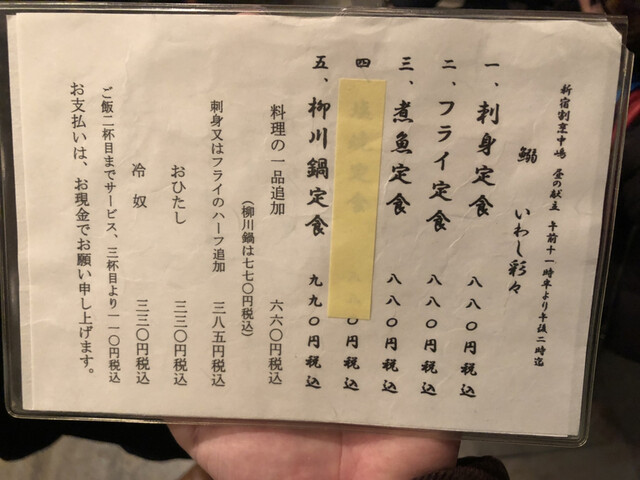 新宿割烹中嶋 昼の献立 午前十一時半より午後二時迄
鰯 いわし彩々
一、刺身定食 八八〇円税込
二、フライ定食 八八〇円税込
三、煮魚定食 八八〇円税込
四 塩焼定食 〇円税込
五、柳川鍋定食 九九〇円税込
料理の一品追加 六六〇円税込
(柳川鍋は七七〇円税込)
刺身又はフライのハーフ追加 三八五円税込
おひたし 三三〇円税込
冷奴 三三〇円税込
ご飯二杯目までサービス、三杯目より一一〇円税込
お支払いは、お現金でお願い申し上げます。